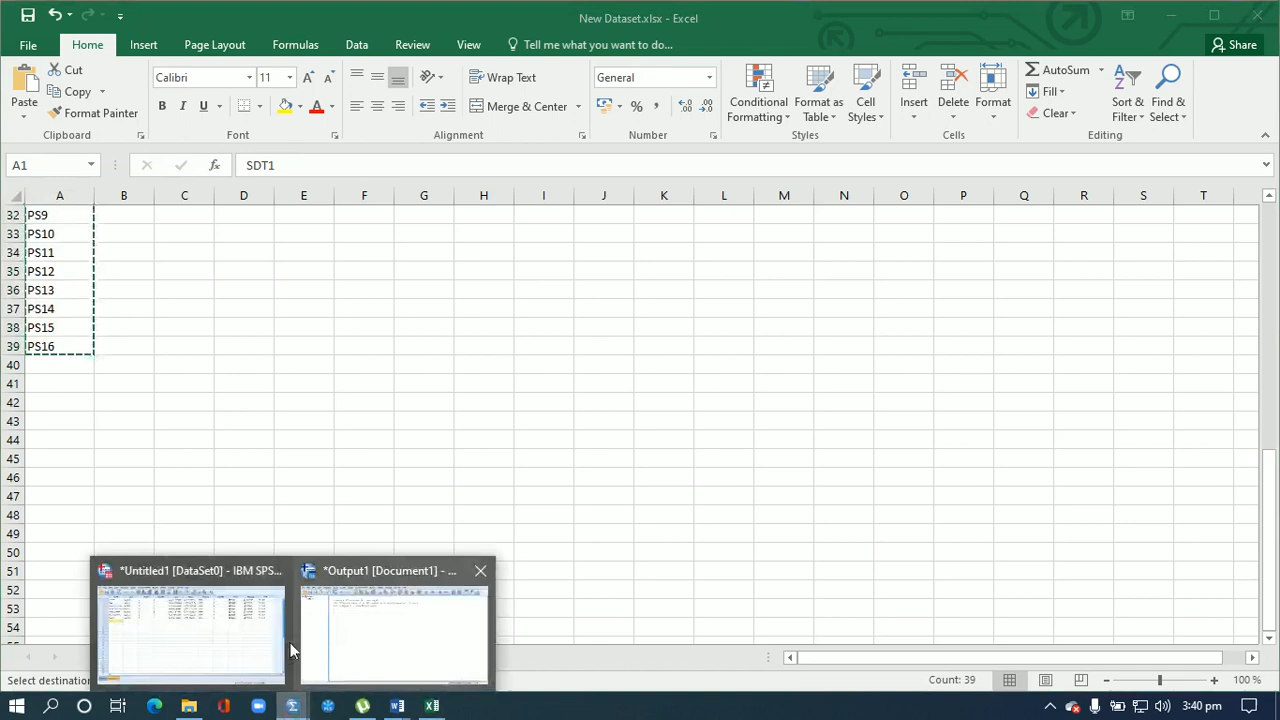 New Dataset.xlsx - Excel
File Home Insert Page Layout Formulas Data Review View Tell me what you want to do... Share
Paste Cut Copy Format Painter
Calibri 11 B I U A A A
Wrap Text Merge & Center
General % ,
Conditional Formatting Format as Table Cell Styles
Insert Delete Format
AutoSum Fill Clear Sort & Filter Find & Select
Clipboard Font Alignment Number Styles Cells Editing
A1 fx SDT1
A B C D E F G H I J K L M N O P Q R S T
32 PS9
33 PS10
34 PS11
35 PS12
36 PS13
37 PS14
38 PS15
39 PS16
40
41
42
43
44
45
46
47
48
49
50
51
52
53
54
*Untitled1 [DataSet0] - IBM SPS... *Output1 [Document1] - ...
Select destination Count: 39 100 %
3:40 pm